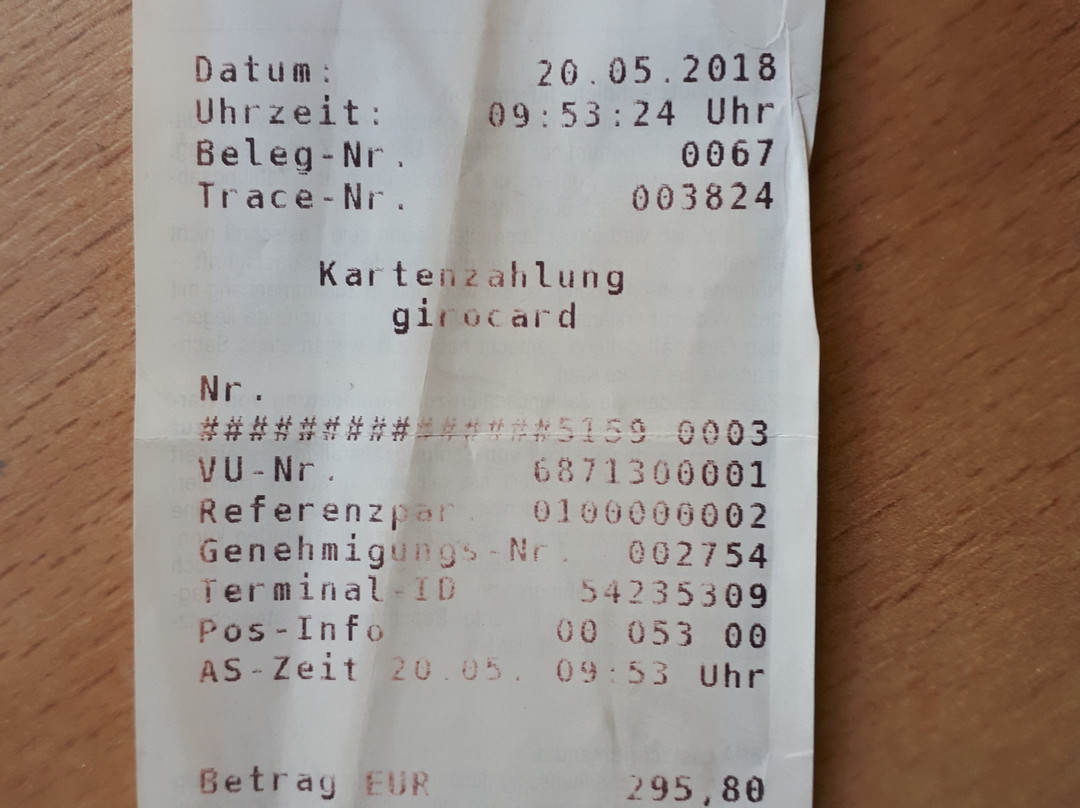 Datum: 20.05.2018
Uhrzeit: 09:53:24 Uhr
Beleg-Nr. 0067
Trace-Nr. 003824
Kartenzahlung
girocard
Nr.
###############5159 0003
VU-Nr. 6871300001
Referenzpar. 0100000002
Genehmigungs-Nr. 002754
Terminal-ID 54235309
Pos-Info 00 053 00
AS-Zeit 20.05. 09:53 Uhr
Betrag EUR 295,80